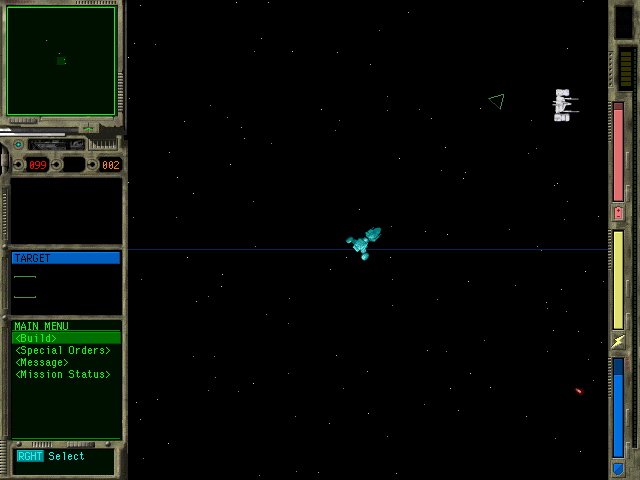 099
002
TARGET
MAIN MENU
<Build>
<Special Orders>
<Message>
<Mission Status>
RGHT Select